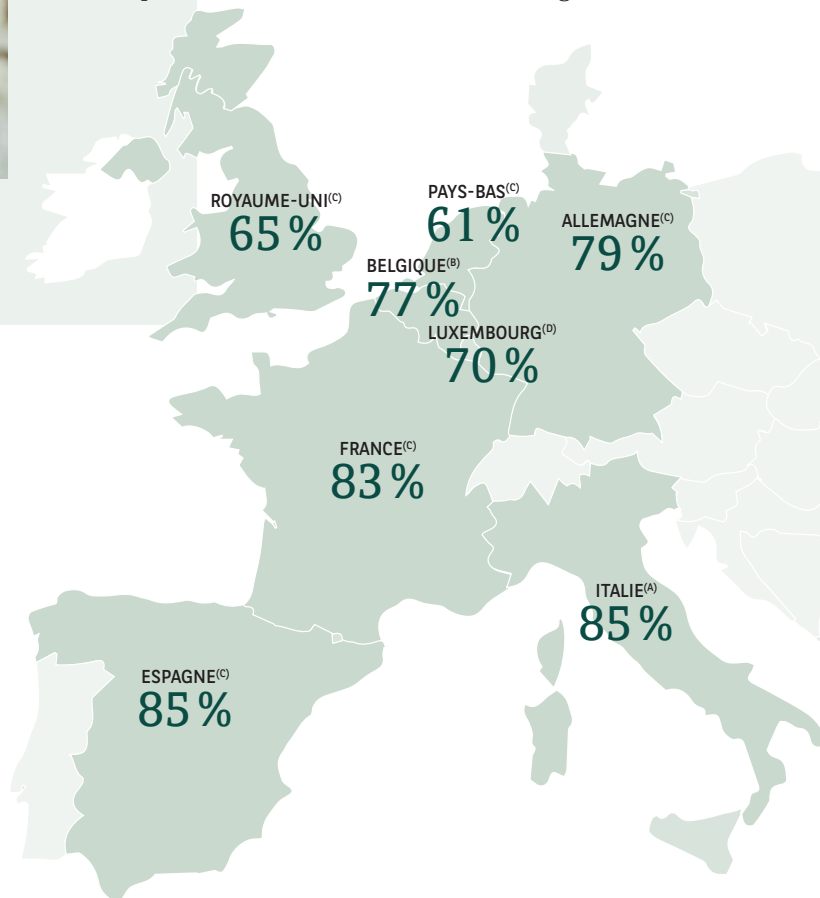 ROYAUME-UNI(C)
65 %
PAYS-BAS(C)
61 %
ALLEMAGNE(C)
79 %
BELGIQUE(B)
77 %
LUXEMBOURG(D)
70 %
FRANCE(C)
83 %
ITALIE(A)
85 %
ESPAGNE(C)
85 %